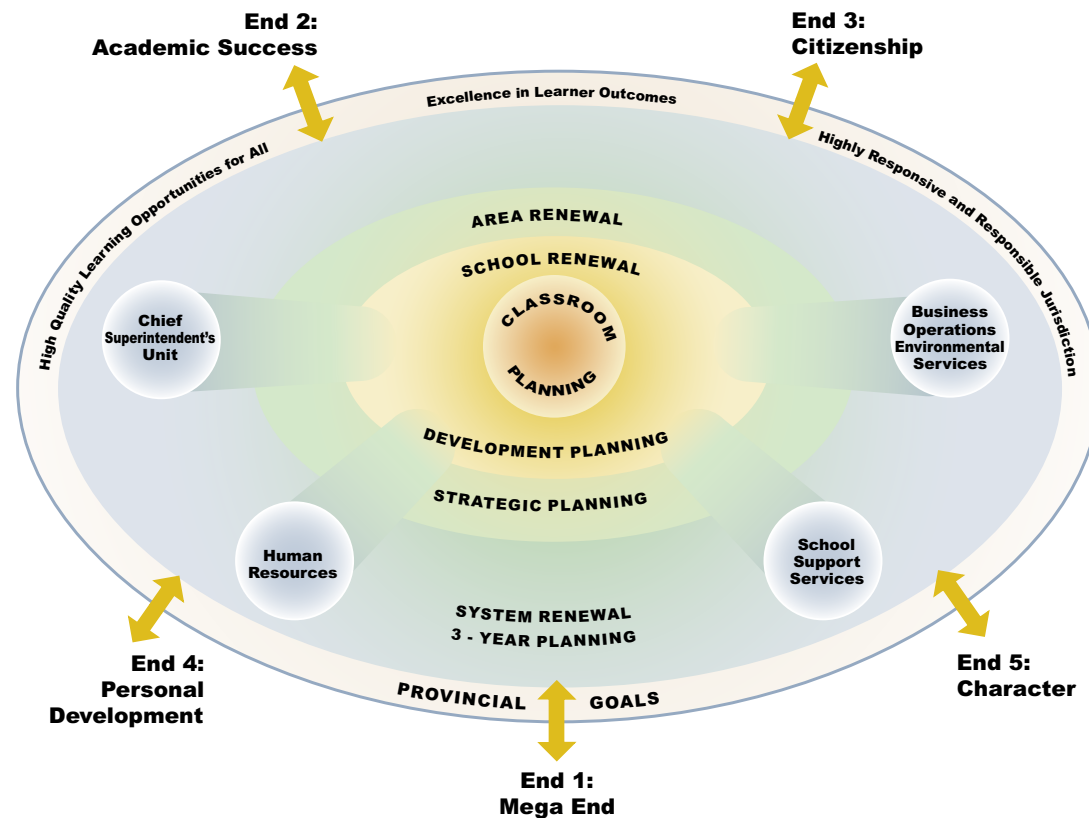 End 2:
Academic Success
End 3:
Citizenship
Excellence in Learner Outcomes
High Quality Learning Opportunities for All
Highly Responsive and Responsible Jurisdiction
AREA RENEWAL
SCHOOL RENEWAL
CLASSROOM
PLANNING
Chief
Superintendent's
Unit
Business
Operations
Environmental
Services
DEVELOPMENT PLANNING
STRATEGIC PLANNING
Human
Resources
School
Support
Services
SYSTEM RENEWAL
3 - YEAR PLANNING
PROVINCIAL GOALS
End 4:
Personal
Development
End 5:
Character
End 1:
Mega End